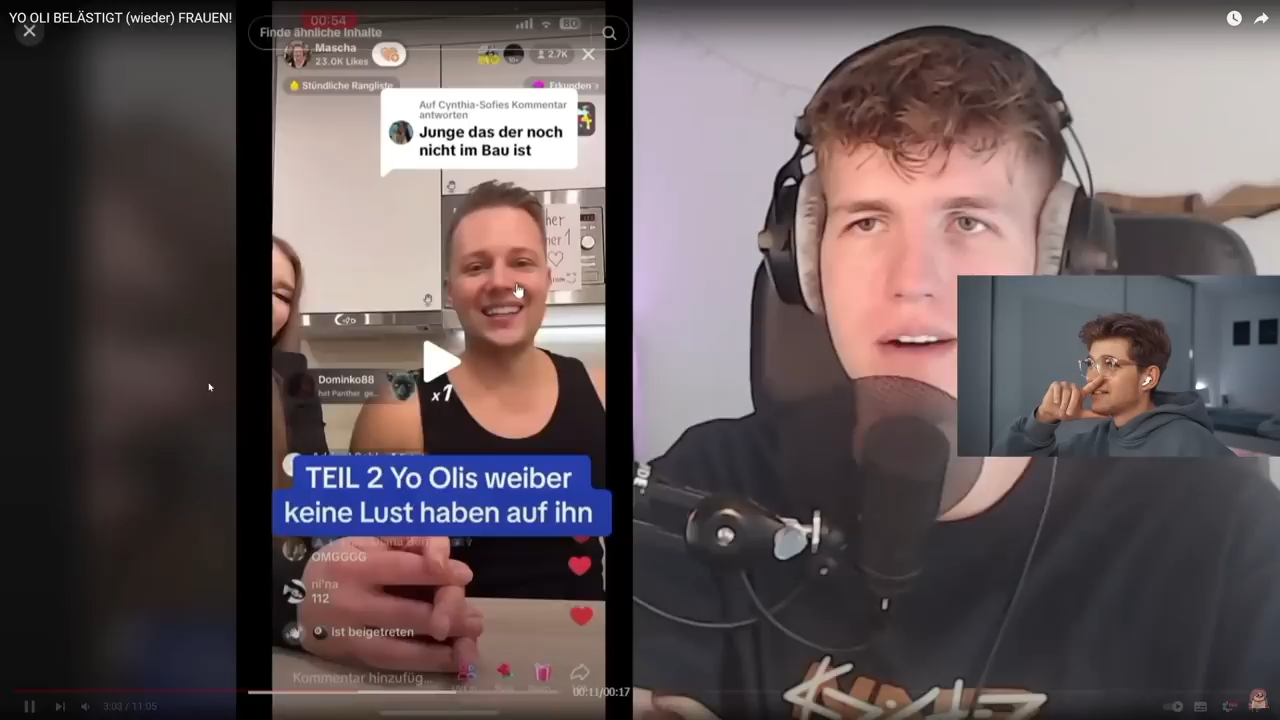 YO OLI BELÄSTIGT (wieder) FRAUEN!
00:54
80
Finde ähnliche Inhalte
Mascha
23.0K Likes
10+
2.7K
Stündliche Rangliste
Erkunden
Auf Cynthia-Sofies Kommentar
antworten
Junge das der noch
nicht im Bau ist
x1
Dominko88
hat Panther ge...
TEIL 2 Yo Olis weiber
keine Lust haben auf ihn
OMGGGG
ni'na
112
ist beigetreten
Kommentar hinzufüg...
00:11/00:17
3:03 / 11:05